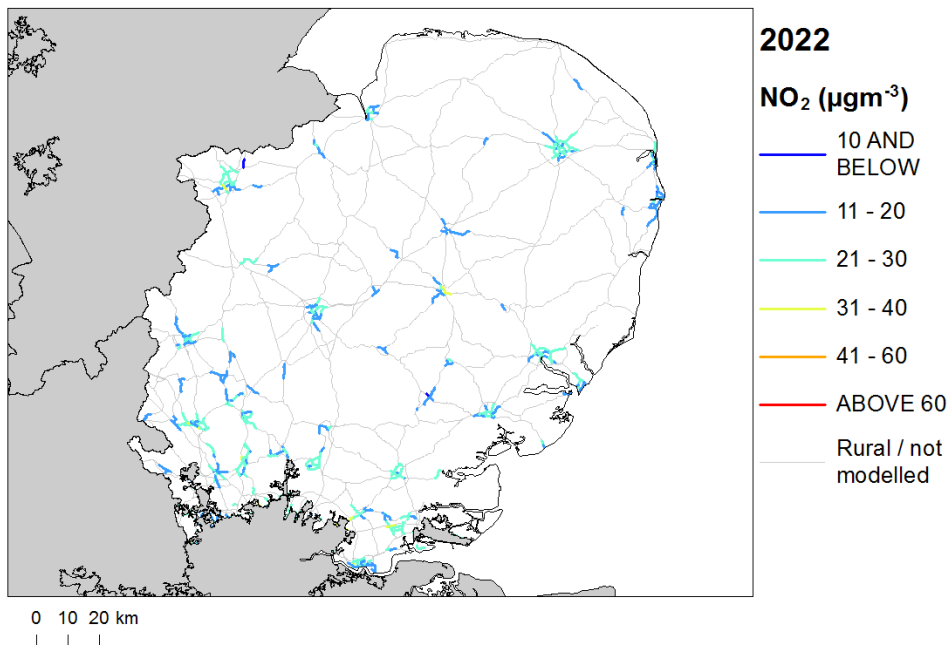 2022
NO₂ (µgm⁻³)
10 AND
BELOW
11 - 20
21 - 30
31 - 40
41 - 60
ABOVE 60
Rural / not
modelled
0 10 20 km